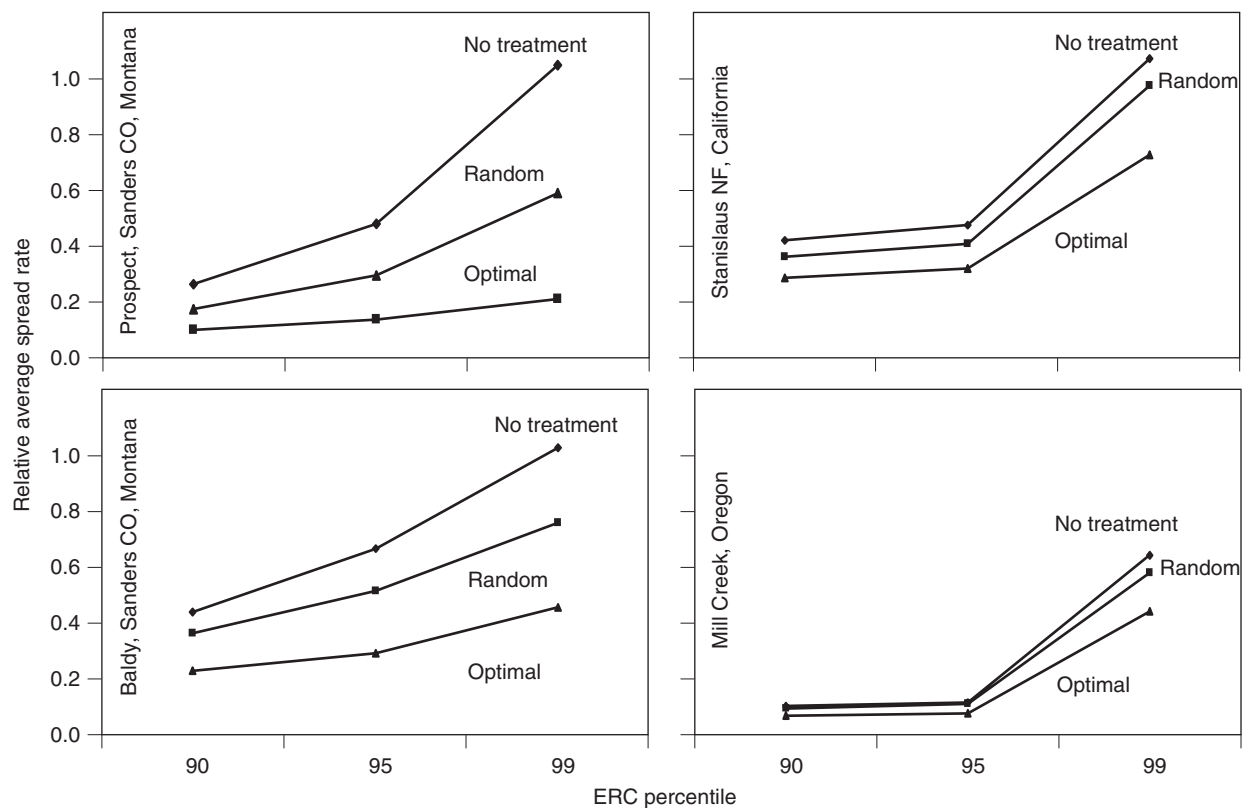 Relative average spread rate
Prospect, Sanders CO, Montana
1.0
0.8
0.6
0.4
0.2
0.0
No treatment
Random
Optimal
Stanislaus NF, California
No treatment
Random
Optimal
Baldy, Sanders CO, Montana
1.0
0.8
0.6
0.4
0.2
0.0
No treatment
Random
Optimal
90 95 99
Mill Creek, Oregon
No treatment
Random
Optimal
90 95 99
ERC percentile